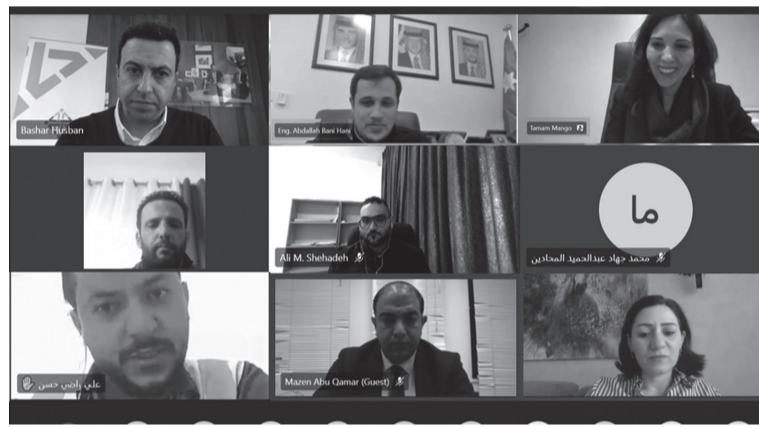 Bashar Husban
Eng. Abdallah Bani Hani
Tamam Mango
Ali M. Shehadeh
ما
محمد جهاد عبدالحميد المحادين
علي راضي حسن
Mazen Abu Qamar (Guest)